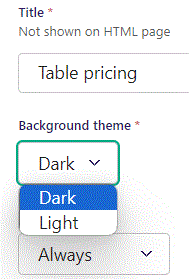 Title *
Not shown on HTML page
Table pricing
Background theme *
Dark
Dark
Light
Always